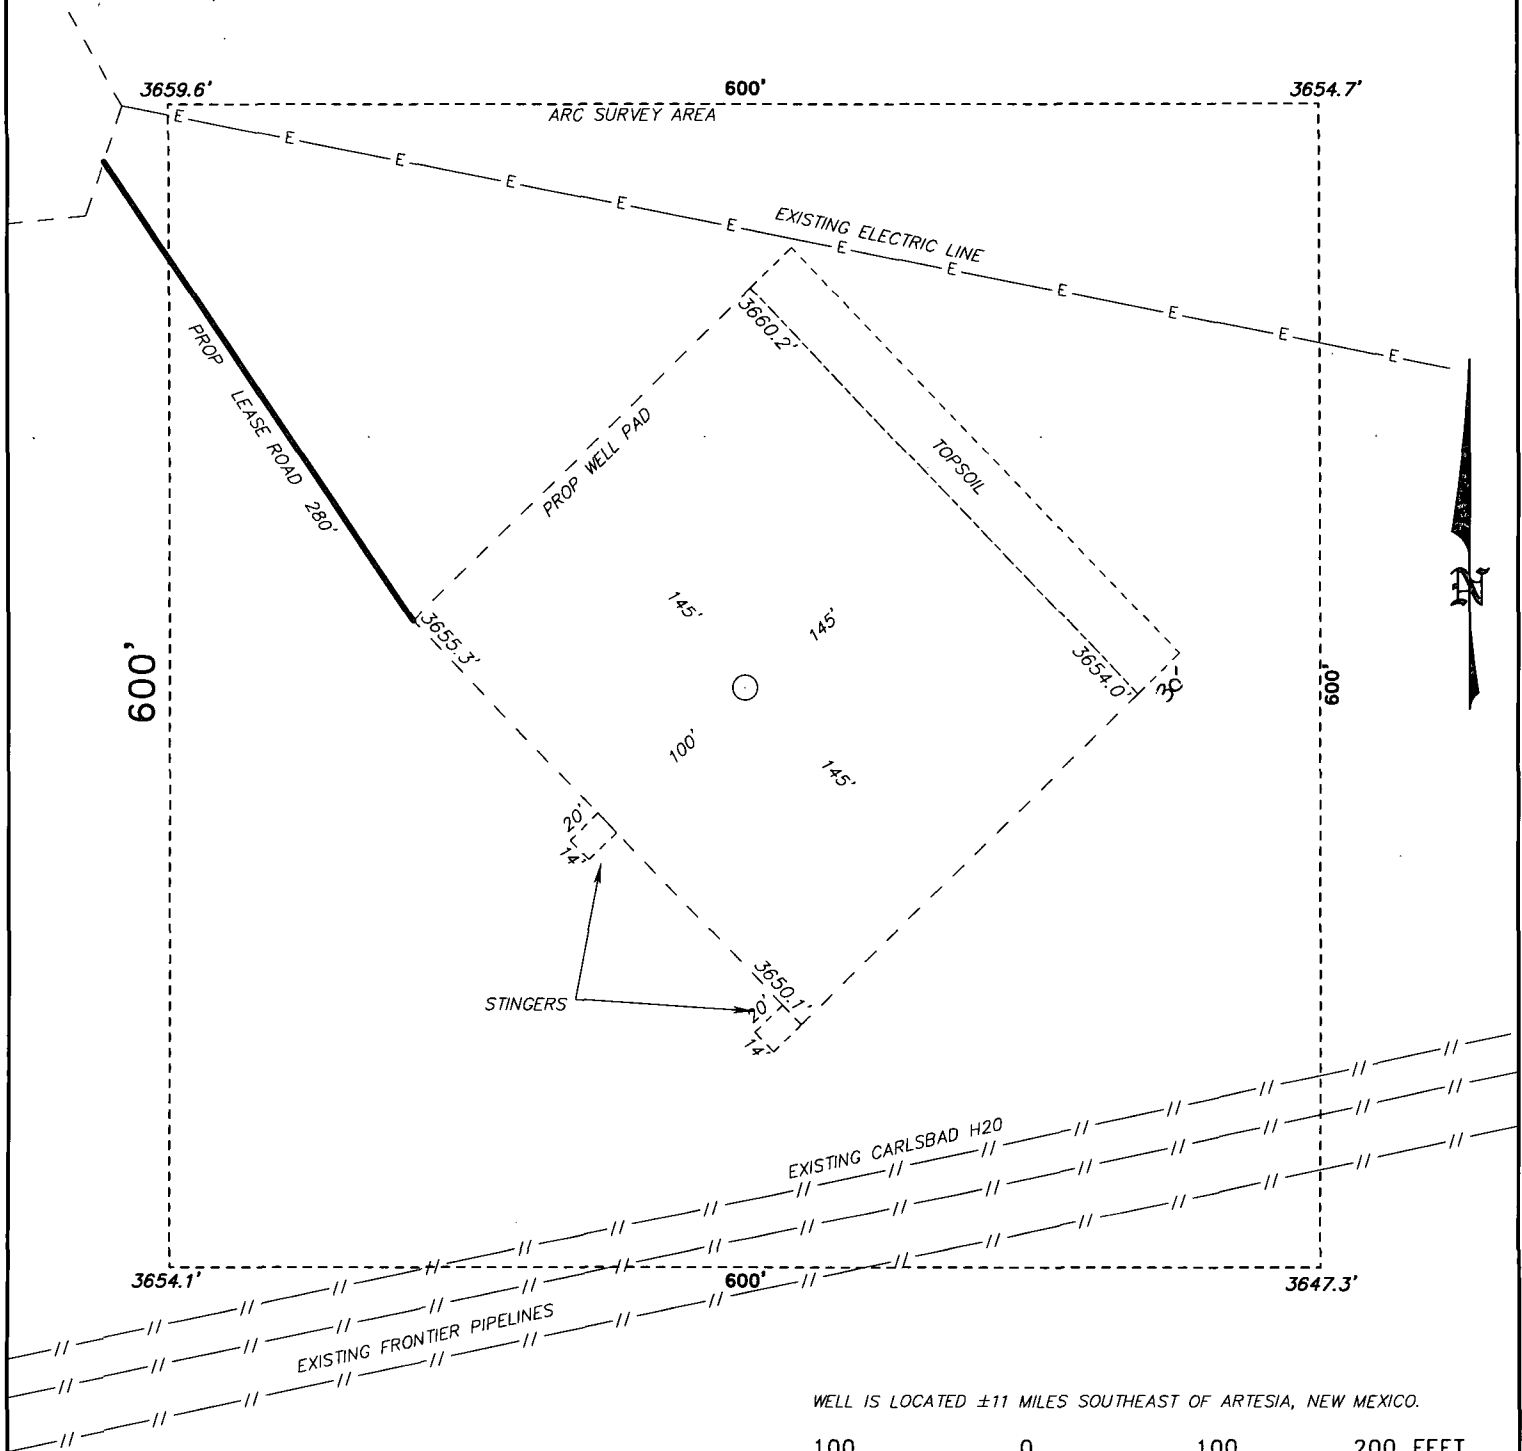 3659.6'
600'
3654.7'
ARC SURVEY AREA
E E E E E E E E E E E E
EXISTING ELECTRIC LINE
3660.2'
PROP LEASE ROAD 280'
PROP WELL PAD
TOPSOIL
N
145'
145'
3655.3'
3654.0'
30'
600'
600'
100'
145'
20'
14'
3650.1'
STINGERS
20'
14'
EXISTING CARLSBAD H20
3654.1'
600'
3647.3'
EXISTING FRONTIER PIPELINES
WELL IS LOCATED ±11 MILES SOUTHEAST OF ARTESIA, NEW MEXICO.
100 0 100 200 FEET